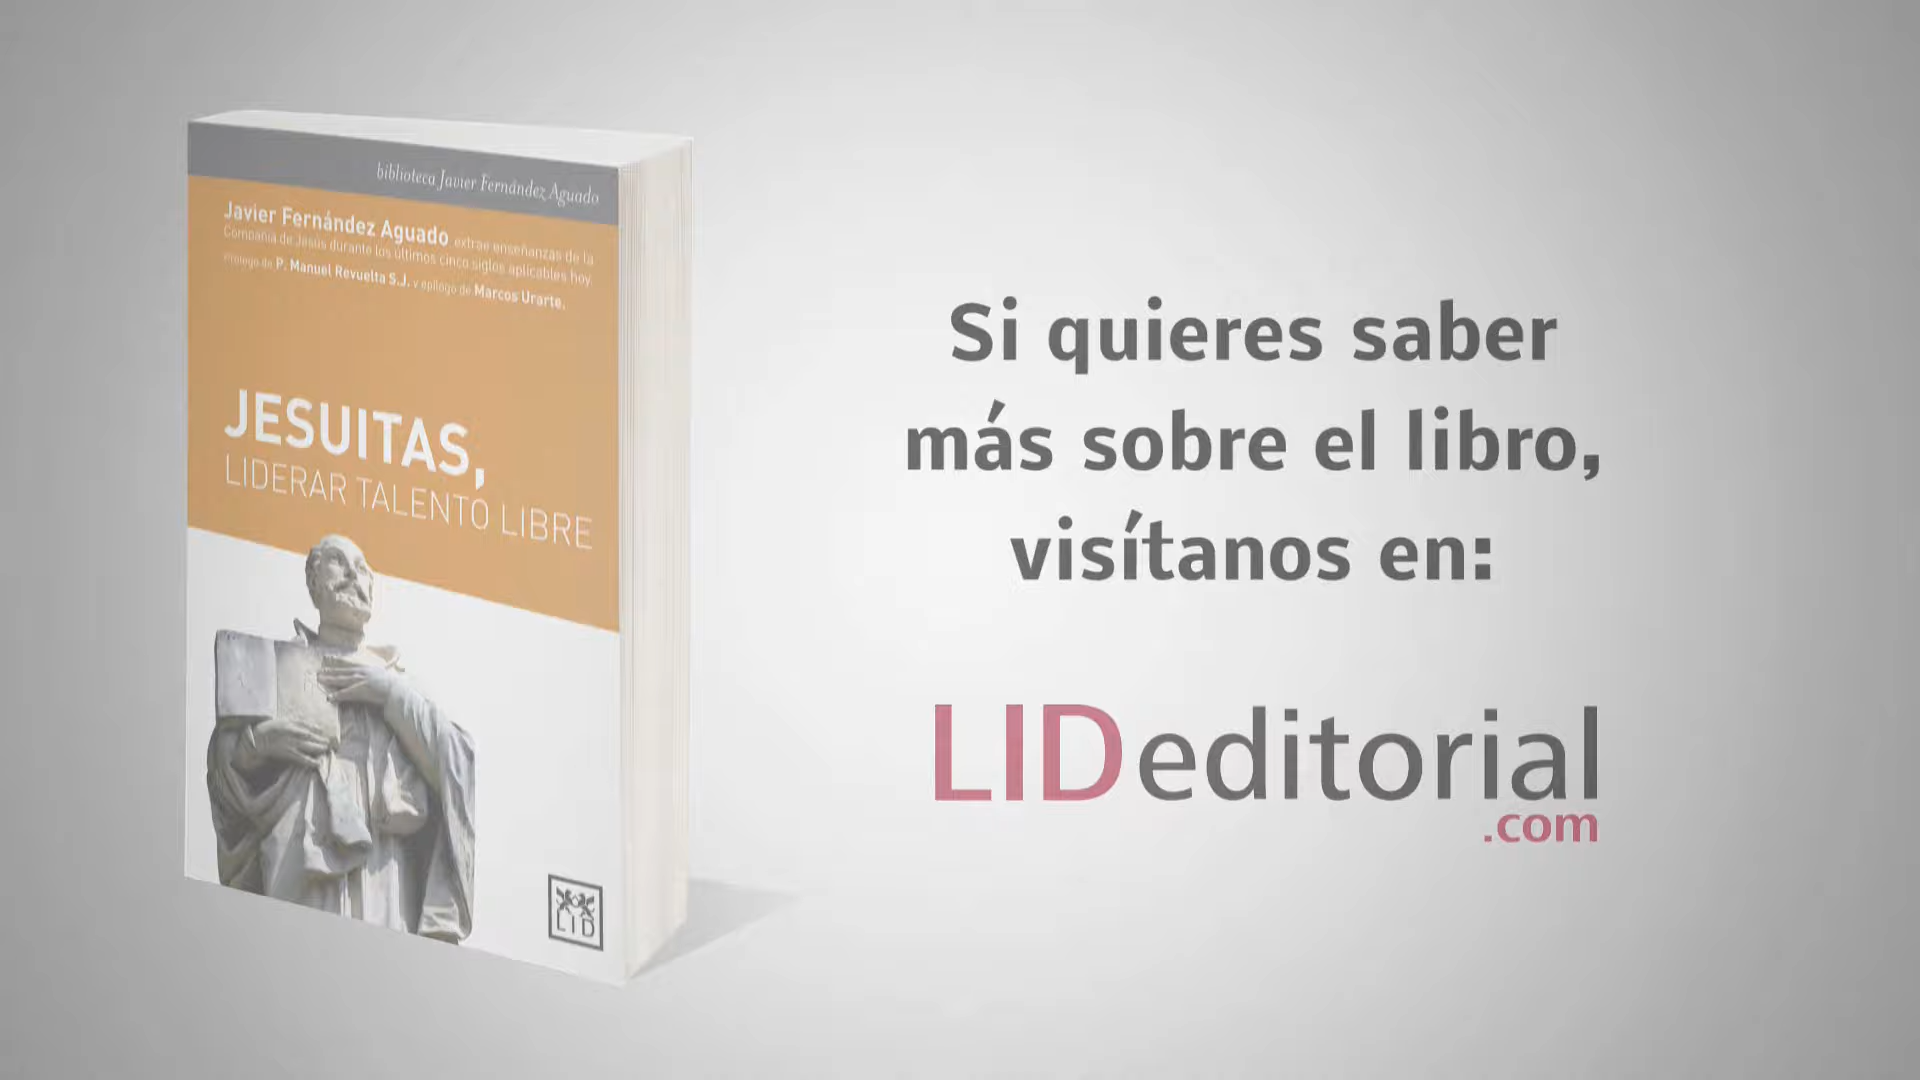 biblioteca Javier Fernández Aguado
Javier Fernández Aguado extrae enseñanzas de la
Compañía de Jesús durante los últimos cinco siglos aplicables hoy.
Prólogo de P. Manuel Revuelta S.J. y epílogo de Marcos Urarte.
JESUITAS,
LIDERAR TALENTO LIBRE
LID
Si quieres saber
más sobre el libro,
visítanos en:
LIDeditorial
.com